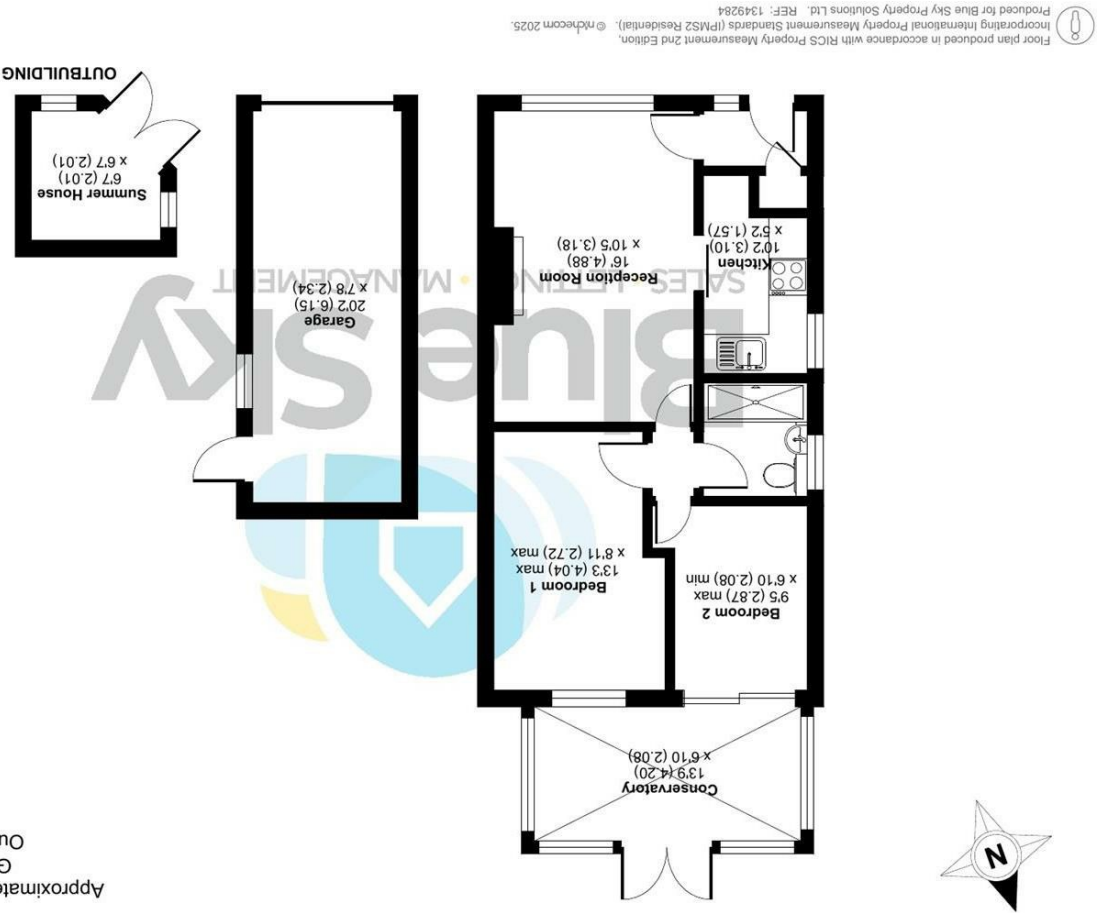 Approximate
N
Conservatory
13'9 (4.20)
x 6'10 (2.08)
Bedroom 2
9'5 (2.87) max
x 6'10 (2.08) min
Bedroom 1
13'3 (4.04) max
x 8'11 (2.72) max
Blue Sky
SALES • LETTING • MANAGEMENT
Kitchen
10'2 (3.10)
x 5'2 (1.57)
Reception Room
16' (4.88)
x 10'5 (3.18)
Garage
20'2 (6.15)
x 7'8 (2.34)
Summer House
6'7 (2.01)
x 6'7 (2.01)
OUTBUILDING
Floor plan produced in accordance with RICS Property Measurement 2nd Edition,
Incorporating International Property Measurement Standards (IPMS2 Residential). © nichecom 2025.
Produced for Blue Sky Property Solutions Ltd. REF: 1349284